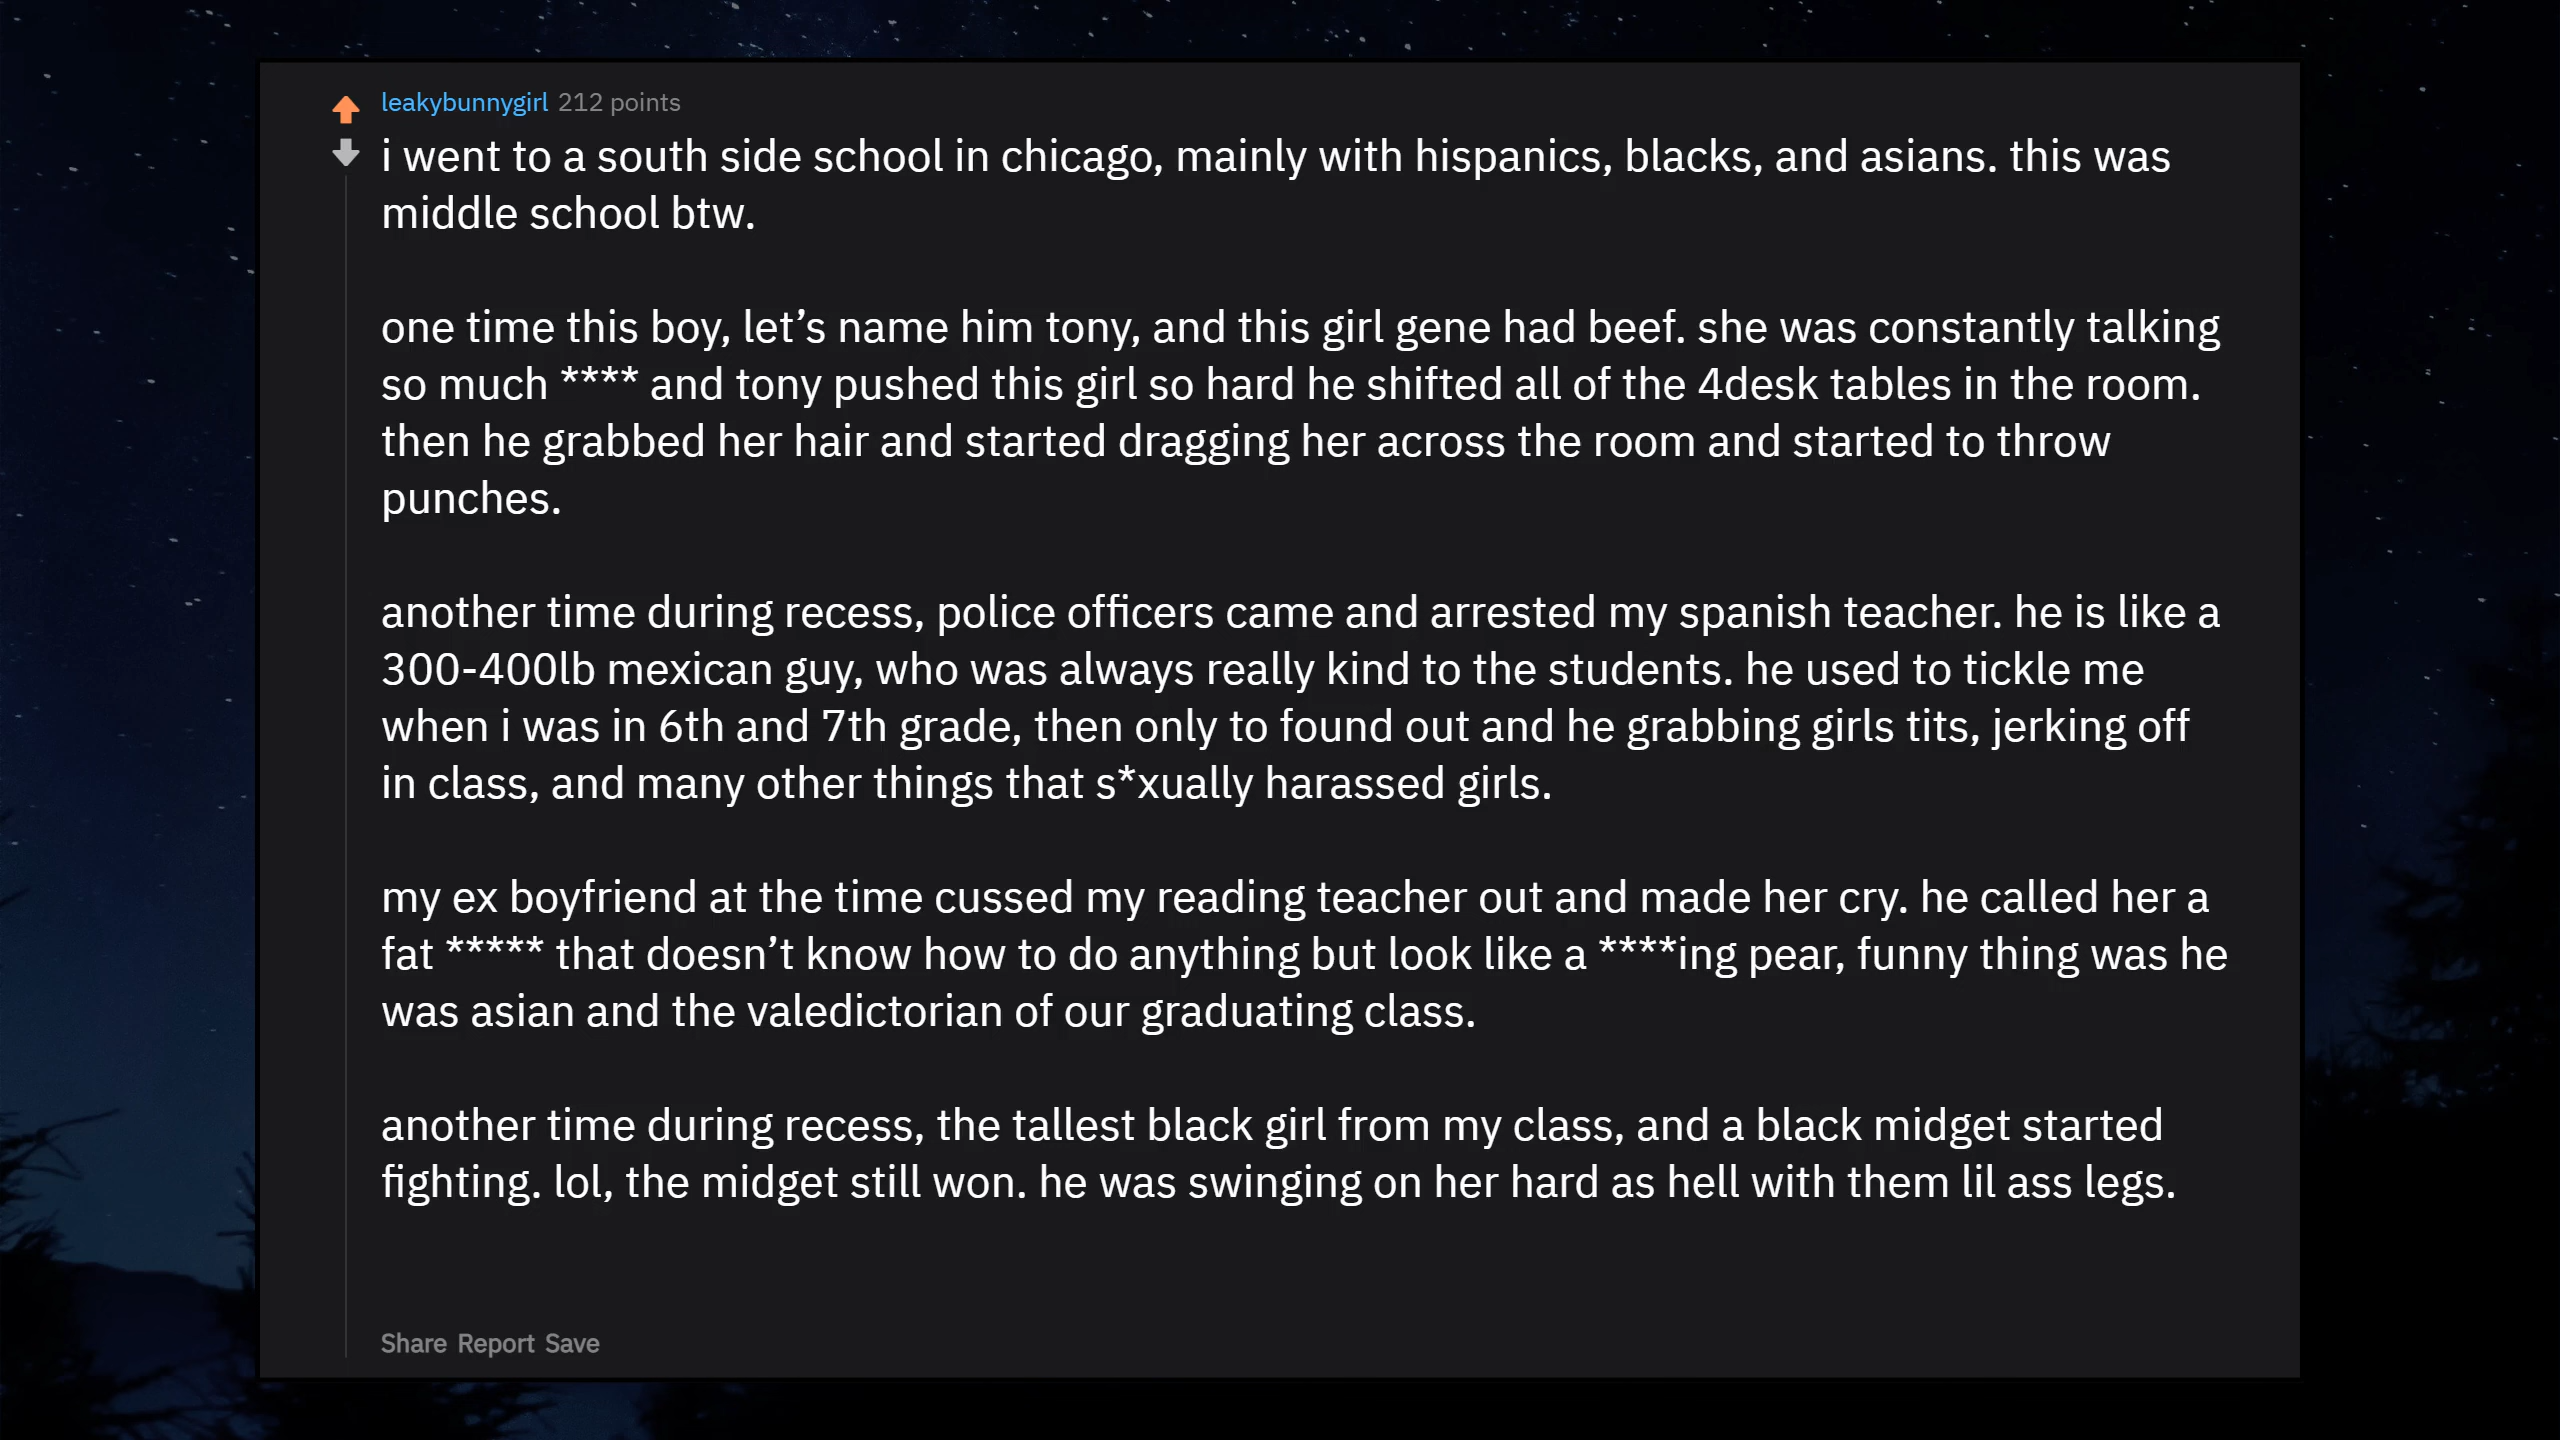 leakybunnygirl 212 points
i went to a south side school in chicago, mainly with hispanics, blacks, and asians. this was
middle school btw.
one time this boy, let’s name him tony, and this girl gene had beef. she was constantly talking
so much **** and tony pushed this girl so hard he shifted all of the 4desk tables in the room.
then he grabbed her hair and started dragging her across the room and started to throw
punches.
another time during recess, police officers came and arrested my spanish teacher. he is like a
300-400lb mexican guy, who was always really kind to the students. he used to tickle me
when i was in 6th and 7th grade, then only to found out and he grabbing girls tits, jerking off
in class, and many other things that s*xually harassed girls.
my ex boyfriend at the time cussed my reading teacher out and made her cry. he called her a
fat ***** that doesn’t know how to do anything but look like a ****ing pear, funny thing was he
was asian and the valedictorian of our graduating class.
another time during recess, the tallest black girl from my class, and a black midget started
fighting. lol, the midget still won. he was swinging on her hard as hell with them lil ass legs.
Share Report Save